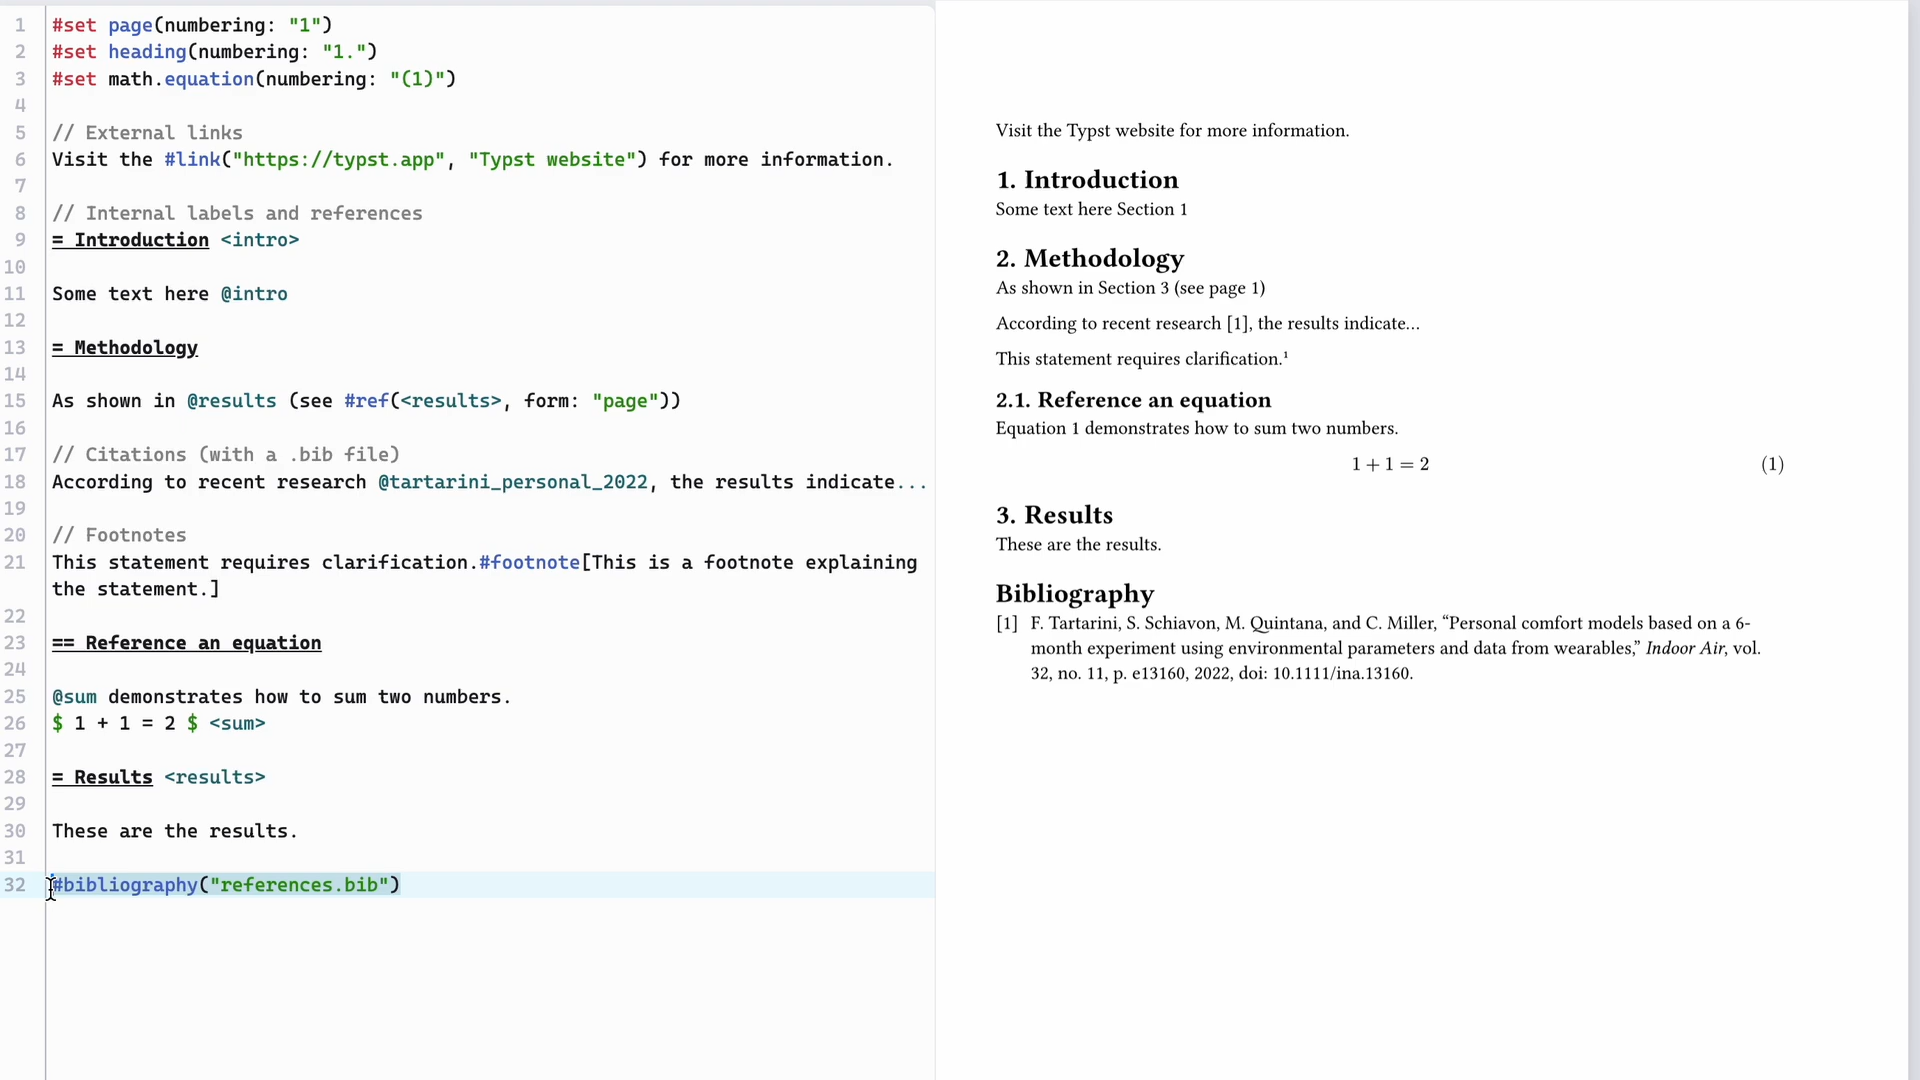 1 #set page(numbering: "1")
2 #set heading(numbering: "1.")
3 #set math.equation(numbering: "(1)")
4
5 // External links
6 Visit the #link("https://typst.app", "Typst website") for more information.
7
8 // Internal labels and references
9 = Introduction <intro>
10
11 Some text here @intro
12
13 = Methodology
14
15 As shown in @results (see #ref(<results>, form: "page"))
16
17 // Citations (with a .bib file)
18 According to recent research @tartarini_personal_2022, the results indicate...
19
20 // Footnotes
21 This statement requires clarification.#footnote[This is a footnote explaining
the statement.]
22
23 == Reference an equation
24
25 @sum demonstrates how to sum two numbers.
26 $ 1 + 1 = 2 $ <sum>
27
28 = Results <results>
29
30 These are the results.
31
32 #bibliography("references.bib")
Visit the Typst website for more information.
1. Introduction
Some text here Section 1
2. Methodology
As shown in Section 3 (see page 1)
According to recent research [1], the results indicate…
This statement requires clarification.¹
2.1. Reference an equation
Equation 1 demonstrates how to sum two numbers.
1 + 1 = 2 (1)
3. Results
These are the results.
Bibliography
[1] F. Tartarini, S. Schiavon, M. Quintana, and C. Miller, “Personal comfort models based on a 6-
month experiment using environmental parameters and data from wearables,” Indoor Air, vol.
32, no. 11, p. e13160, 2022, doi: 10.1111/ina.13160.